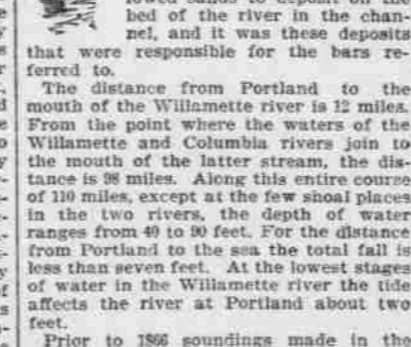 lowed sands to deposit on the
bed of the river in the chan-
nel, and it was these deposits
that were responsible for the bars re-
ferred to.
The distance from Portland to the
mouth of the Willamette river is 12 miles.
From the point where the waters of the
Willamette and Columbia rivers join to
the mouth of the latter stream, the dis-
tance is 98 miles. Along this entire course
of 110 miles, except at the few shoal places
in the two rivers, the depth of water
ranges from 40 to 90 feet. For the distance
from Portland to the sea the total fall is
less than seven feet. At the lowest stages
of water in the Willamette river the tide
affects the river at Portland about two
feet.
Prior to 1866 soundings made in the